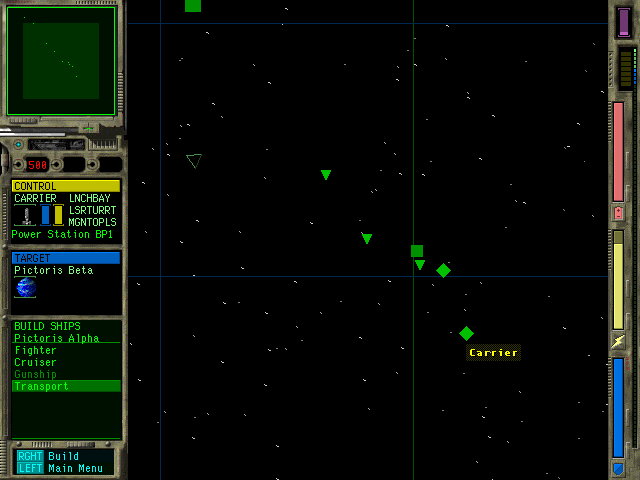 500
CONTROL
CARRIER LNCHBAY
LSRTURRT
MGNTOPLS
Power Station BP1
TARGET
Pictoris Beta
BUILD SHIPS
Pictoris Alpha
Fighter
Cruiser
Gunship
Transport
RGHT Build
LEFT Main Menu
Carrier